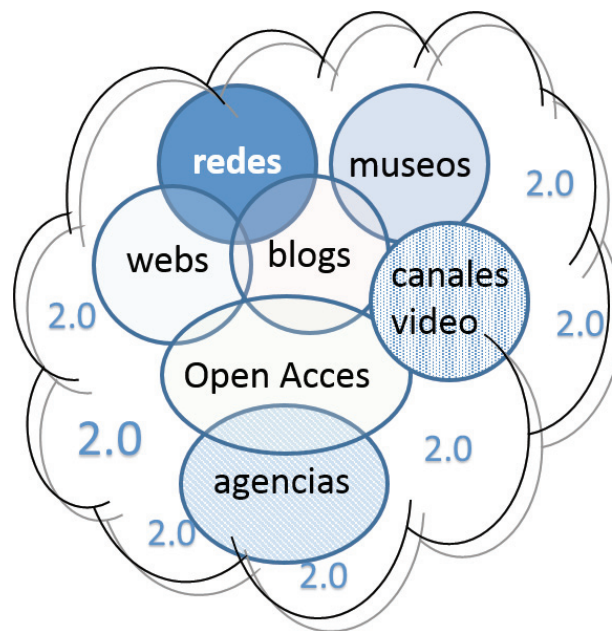 redes
museos
2.0
webs
blogs
canales
video
2.0
2.0
Open Acces
2.0
2.0
agencias
2.0
2.0